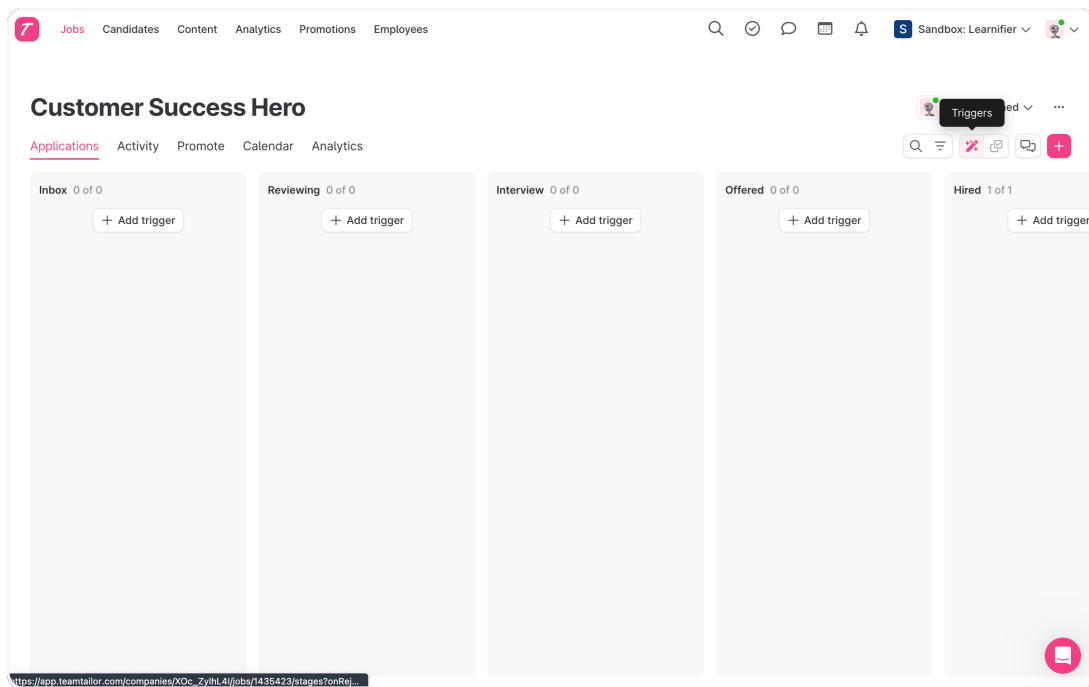 Jobs Candidates Content Analytics Promotions Employees S Sandbox: Learnifier
Customer Success Hero
Triggers
Applications Activity Promote Calendar Analytics
Inbox 0 of 0 Reviewing 0 of 0 Interview 0 of 0 Offered 0 of 0 Hired 1 of 1
+ Add trigger + Add trigger + Add trigger + Add trigger + Add trigger